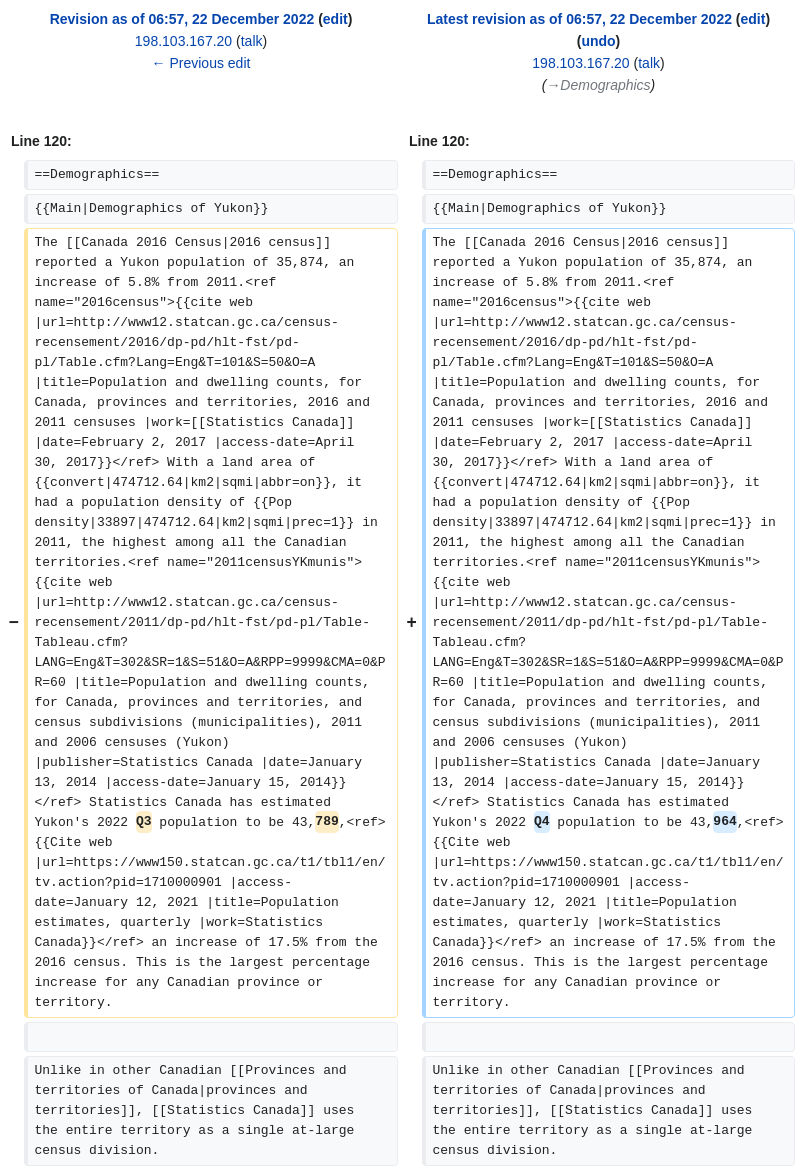 Revision as of 06:57, 22 December 2022 (edit)
198.103.167.20 (talk)
← Previous edit
Latest revision as of 06:57, 22 December 2022 (edit)
(undo)
198.103.167.20 (talk)
(→Demographics)
Line 120:
==Demographics==
{{Main|Demographics of Yukon}}
−
The [[Canada 2016 Census|2016 census]]
reported a Yukon population of 35,874, an
increase of 5.8% from 2011.<ref
name="2016census">{{cite web
|url=http://www12.statcan.gc.ca/census-
recensement/2016/dp-pd/hlt-fst/pd-
pl/Table.cfm?Lang=Eng&T=101&S=50&O=A
|title=Population and dwelling counts, for
Canada, provinces and territories, 2016 and
2011 censuses |work=[[Statistics Canada]]
|date=February 2, 2017 |access-date=April
30, 2017}}</ref> With a land area of
{{convert|474712.64|km2|sqmi|abbr=on}}, it
had a population density of {{Pop
density|33897|474712.64|km2|sqmi|prec=1}} in
2011, the highest among all the Canadian
territories.<ref name="2011censusYKmunis">
{{cite web
|url=http://www12.statcan.gc.ca/census-
recensement/2011/dp-pd/hlt-fst/pd-pl/Table-
Tableau.cfm?
LANG=Eng&T=302&SR=1&S=51&O=A&RPP=9999&CMA=0&P
R=60 |title=Population and dwelling counts,
for Canada, provinces and territories, and
census subdivisions (municipalities), 2011
and 2006 censuses (Yukon)
|publisher=Statistics Canada |date=January
13, 2014 |access-date=January 15, 2014}}
</ref> Statistics Canada has estimated
Yukon's 2022 Q3 population to be 43,789,<ref>
{{Cite web
|url=https://www150.statcan.gc.ca/t1/tbl1/en/
tv.action?pid=1710000901 |access-
date=January 12, 2021 |title=Population
estimates, quarterly |work=Statistics
Canada}}</ref> an increase of 17.5% from the
2016 census. This is the largest percentage
increase for any Canadian province or
territory.
Unlike in other Canadian [[Provinces and
territories of Canada|provinces and
territories]], [[Statistics Canada]] uses
the entire territory as a single at-large
census division.
Line 120:
==Demographics==
{{Main|Demographics of Yukon}}
+
The [[Canada 2016 Census|2016 census]]
reported a Yukon population of 35,874, an
increase of 5.8% from 2011.<ref
name="2016census">{{cite web
|url=http://www12.statcan.gc.ca/census-
recensement/2016/dp-pd/hlt-fst/pd-
pl/Table.cfm?Lang=Eng&T=101&S=50&O=A
|title=Population and dwelling counts, for
Canada, provinces and territories, 2016 and
2011 censuses |work=[[Statistics Canada]]
|date=February 2, 2017 |access-date=April
30, 2017}}</ref> With a land area of
{{convert|474712.64|km2|sqmi|abbr=on}}, it
had a population density of {{Pop
density|33897|474712.64|km2|sqmi|prec=1}} in
2011, the highest among all the Canadian
territories.<ref name="2011censusYKmunis">
{{cite web
|url=http://www12.statcan.gc.ca/census-
recensement/2011/dp-pd/hlt-fst/pd-pl/Table-
Tableau.cfm?
LANG=Eng&T=302&SR=1&S=51&O=A&RPP=9999&CMA=0&P
R=60 |title=Population and dwelling counts,
for Canada, provinces and territories, and
census subdivisions (municipalities), 2011
and 2006 censuses (Yukon)
|publisher=Statistics Canada |date=January
13, 2014 |access-date=January 15, 2014}}
</ref> Statistics Canada has estimated
Yukon's 2022 Q4 population to be 43,964,<ref>
{{Cite web
|url=https://www150.statcan.gc.ca/t1/tbl1/en/
tv.action?pid=1710000901 |access-
date=January 12, 2021 |title=Population
estimates, quarterly |work=Statistics
Canada}}</ref> an increase of 17.5% from the
2016 census. This is the largest percentage
increase for any Canadian province or
territory.
Unlike in other Canadian [[Provinces and
territories of Canada|provinces and
territories]], [[Statistics Canada]] uses
the entire territory as a single at-large
census division.